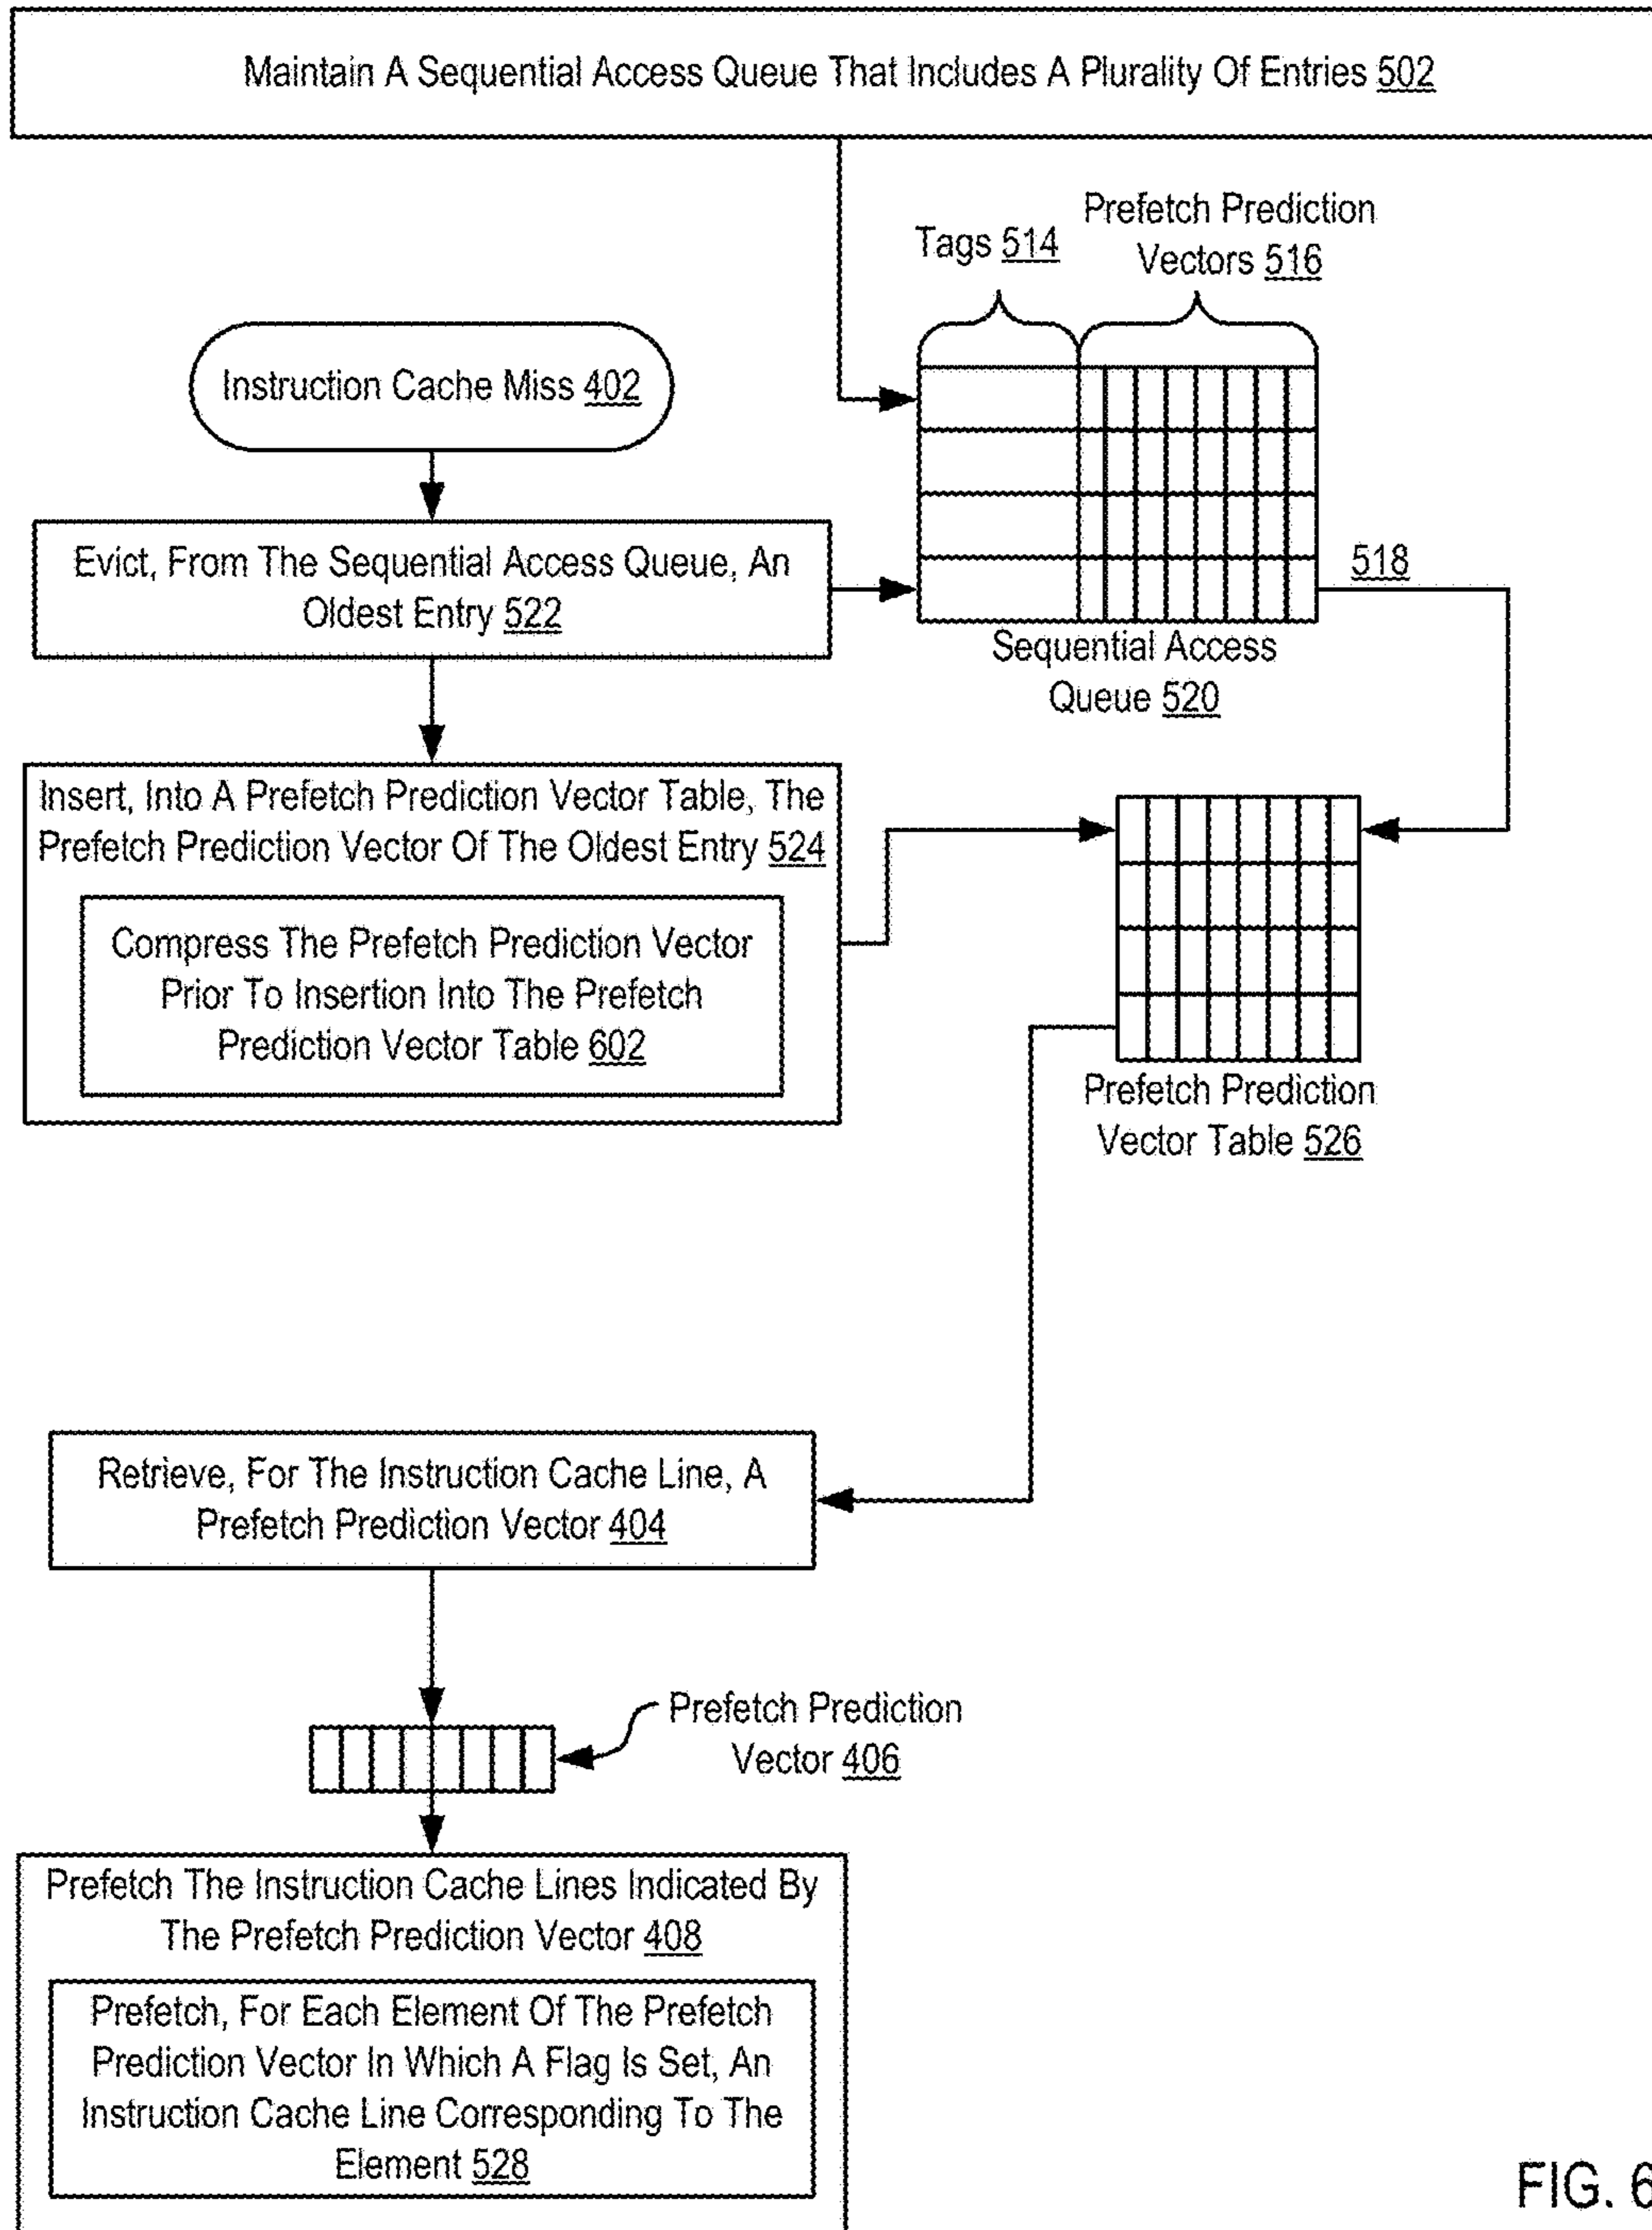 Maintain A Sequential Access Queue That Includes A Plurality Of Entries 502
Prefetch Prediction
Vectors 516
Tags 514
Instruction Cache Miss 402
Evict, From The Sequential Access Queue, An
Oldest Entry 522
518
Sequential Access
Queue 520
Insert, Into A Prefetch Prediction Vector Table, The
Prefetch Prediction Vector Of The Oldest Entry 524
Compress The Prefetch Prediction Vector
Prior To Insertion Into The Prefetch
Prediction Vector Table 602
Prefetch Prediction
Vector Table 526
Retrieve, For The Instruction Cache Line, A
Prefetch Prediction Vector 404
Prefetch Prediction
Vector 406
Prefetch The Instruction Cache Lines Indicated By
The Prefetch Prediction Vector 408
Prefetch, For Each Element Of The Prefetch
Prediction Vector In Which A Flag Is Set, An
Instruction Cache Line Corresponding To The
Element 528
FIG. 6